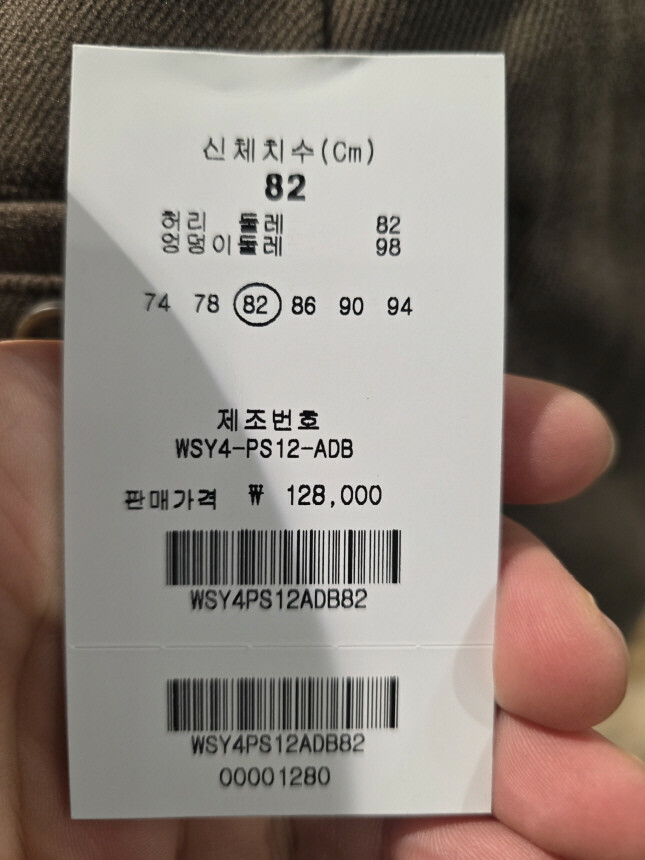 신체치수(Cm)
82
허리 둘레 82
엉덩이둘레 98
74 78 82 86 90 94
제조번호
WSY4-PS12-ADB
판매가격 ₩ 128,000
WSY4PS12ADB82
WSY4PS12ADB82
00001280